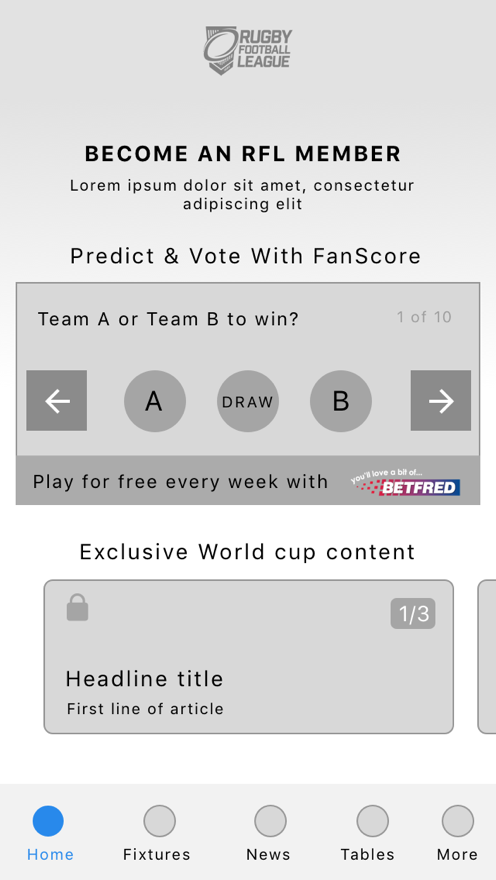 RUGBY
FOOTBALL
LEAGUE
BECOME AN RFL MEMBER
Lorem ipsum dolor sit amet, consectetur
adipiscing elit
Predict & Vote With FanScore
Team A or Team B to win?
1 of 10
A
DRAW
B
Play for free every week with
you'll love a bit of...
BETFRED
Exclusive World cup content
1/3
Headline title
First line of article
Home
Fixtures
News
Tables
More